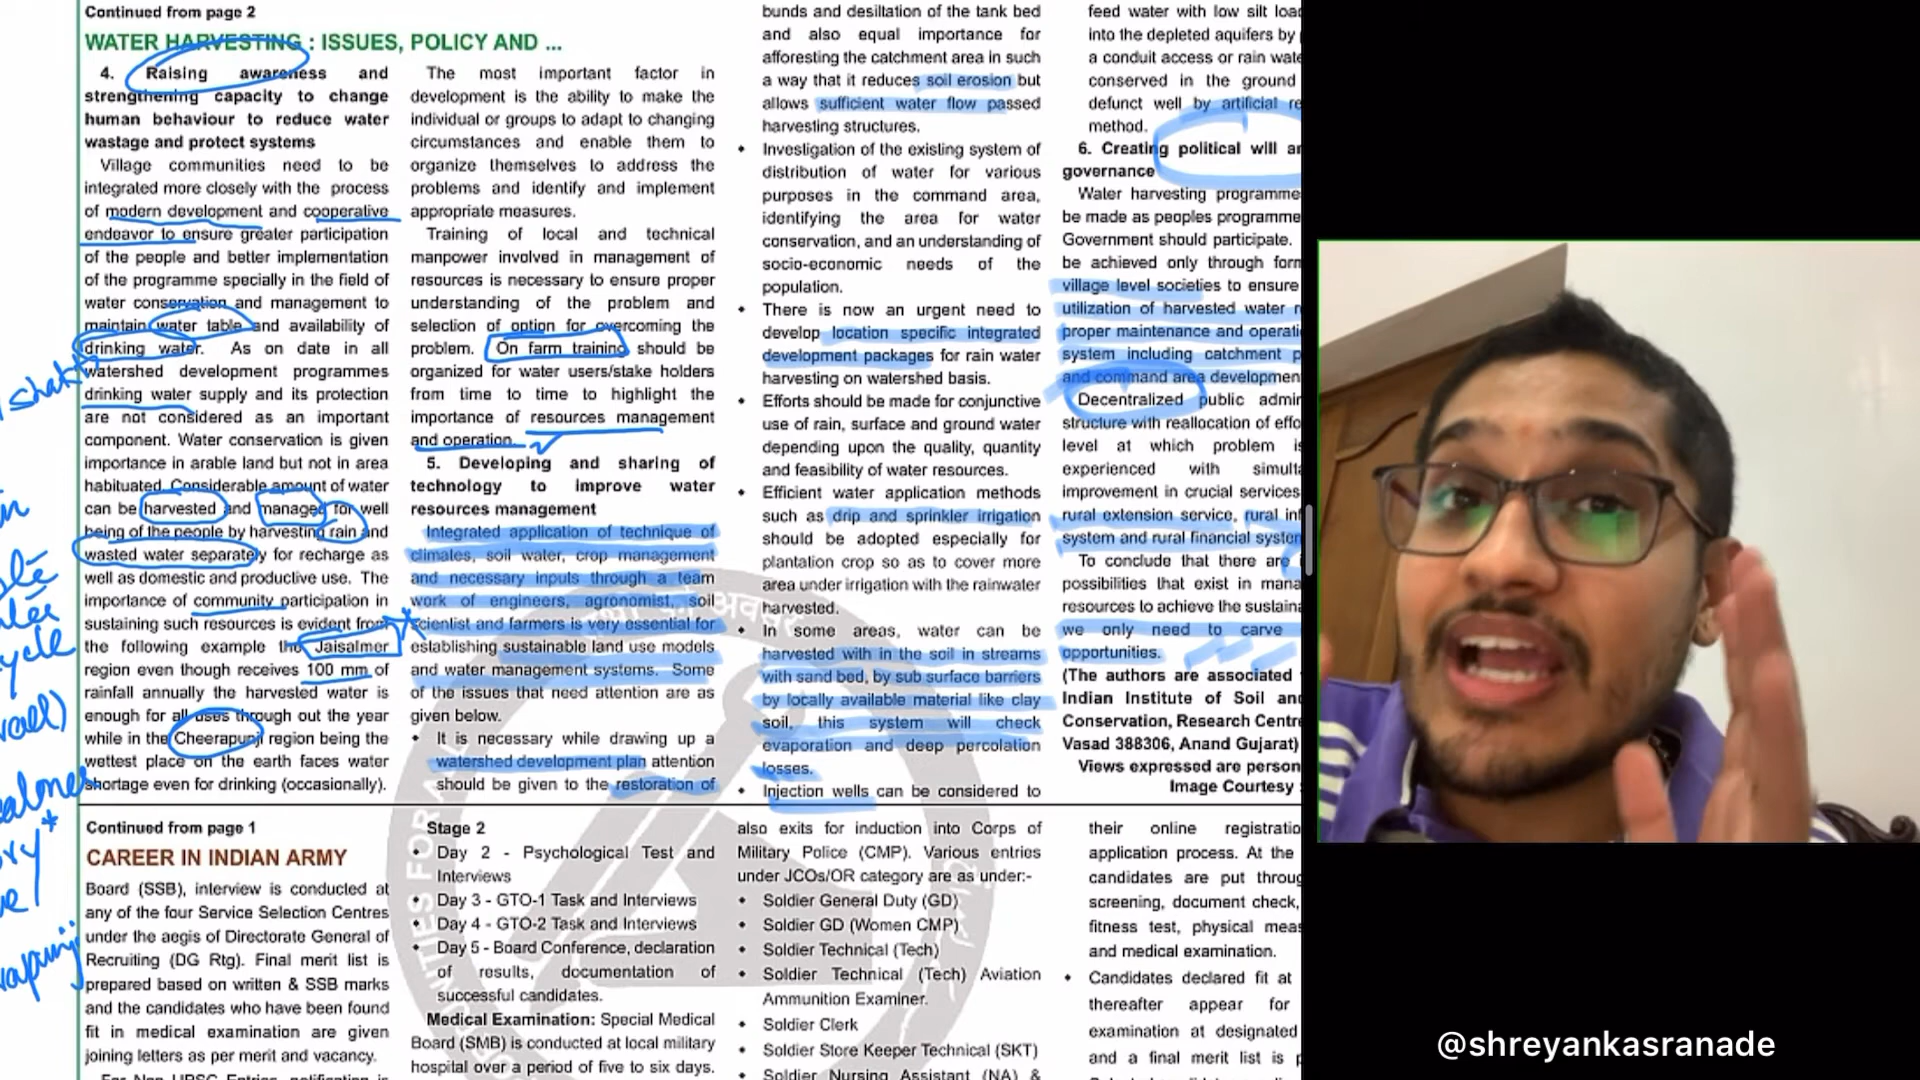 Continued from page 2
WATER HARVESTING : ISSUES, POLICY AND ...
4. Raising awareness and
strengthening capacity to change
human behaviour to reduce water
wastage and protect systems
Village communities need to be
integrated more closely with the process
of modern development and cooperative
endeavor to ensure greater participation
of the people and better implementation
of the programme specially in the field of
water conservation and management to
maintain water table and availability of
drinking water. As on date in all
watershed development programmes
drinking water supply and its protection
are not considered as an important
component. Water conservation is given
importance in arable land but not in area
habituated. Considerable amount of water
can be harvested and managed for well
being of the people by harvesting rain and
wasted water separately for recharge as
well as domestic and productive use. The
importance of community participation in
sustaining such resources is evident from
the following example the Jaisalmer
region even though receives 100 mm of
rainfall annually the harvested water is
enough for all uses through out the year
while in the Cheerapunji region being the
wettest place on the earth faces water
shortage even for drinking (occasionally).
The most important factor in
development is the ability to make the
individual or groups to adapt to changing
circumstances and enable them to
organize themselves to address the
problems and identify and implement
appropriate measures.
Training of local and technical
manpower involved in management of
resources is necessary to ensure proper
understanding of the problem and
selection of option for overcoming the
problem. On farm training should be
organized for water users/stake holders
from time to time to highlight the
importance of resources management
and operation.
5. Developing and sharing of
technology to improve water
resources management
Integrated application of technique of
climates, soil water, crop management
and necessary inputs through a team
work of engineers, agronomist, soil
scientist and farmers is very essential for
establishing sustainable land use models
and water management systems. Some
of the issues that need attention are as
given below.
• It is necessary while drawing up a
watershed development plan attention
should be given to the restoration of
bunds and desiltation of the tank bed
and also equal importance for
afforesting the catchment area in such
a way that it reduces soil erosion but
allows sufficient water flow passed
harvesting structures.
• Investigation of the existing system of
distribution of water for various
purposes in the command area,
identifying the area for water
conservation, and an understanding of
socio-economic needs of the
population.
• There is now an urgent need to
develop location specific integrated
development packages for rain water
harvesting on watershed basis.
• Efforts should be made for conjunctive
use of rain, surface and ground water
depending upon the quality, quantity
and feasibility of water resources.
• Efficient water application methods
such as drip and sprinkler irrigation
should be adopted especially for
plantation crop so as to cover more
area under irrigation with the rainwater
harvested.
• In some areas, water can be
harvested with in the soil in streams
with sand bed, by sub surface barriers
by locally available material like clay
soil, this system will check
evaporation and deep percolation
losses.
• Injection wells can be considered to
feed water with low silt
into the depleted aquifers by
a conduit access or rain
conserved in the ground
defunct well by artificial
method.
6. Creating political will
governance
Water harvesting
be made as peoples programme
Government should participate.
be achieved only through
village level societies to ensure
utilization of harvested water
proper maintenance and
system including catchment
and command area development
Decentralized public
structure with reallocation of
level at which problem
experienced with
improvement in crucial services
rural extension service, rural
system and rural financial
To conclude that there are
possibilities that exist in
resources to achieve the
we only need to carve
opportunities.
(The authors are associated
Indian Institute of Soil
Conservation, Research
Vasad 388306, Anand Gujarat)
Views expressed are
Image Courtesy
Continued from page 1
CAREER IN INDIAN ARMY
Board (SSB), interview is conducted at
any of the four Service Selection Centres
under the aegis of Directorate General of
Recruiting (DG Rtg). Final merit list is
prepared based on written & SSB marks
and the candidates who have been found
fit in medical examination are given
joining letters as per merit and vacancy.
Stage 2
• Day 2 - Psychological Test and
Interviews
• Day 3 - GTO-1 Task and Interviews
• Day 4 - GTO-2 Task and Interviews
• Day 5 - Board Conference, declaration
of results, documentation of
successful candidates.
Medical Examination: Special Medical
Board (SMB) is conducted at local military
hospital over a period of five to six days.
also exits for induction into Corps of
Military Police (CMP). Various entries
under JCOs/OR category are as under:-
• Soldier General Duty (GD)
• Soldier GD (Women CMP)
• Soldier Technical (Tech)
• Soldier Technical (Tech) Aviation
Ammunition Examiner.
• Soldier Clerk
• Soldier Store Keeper Technical (SKT)
• Soldier Nursing Assistant (NA) &
their online
application process. At the
candidates are put
screening, document check,
fitness test, physical
and medical examination.
• Candidates declared fit at
thereafter appear for
examination at designated
and a final merit list is
@shreyankasranade